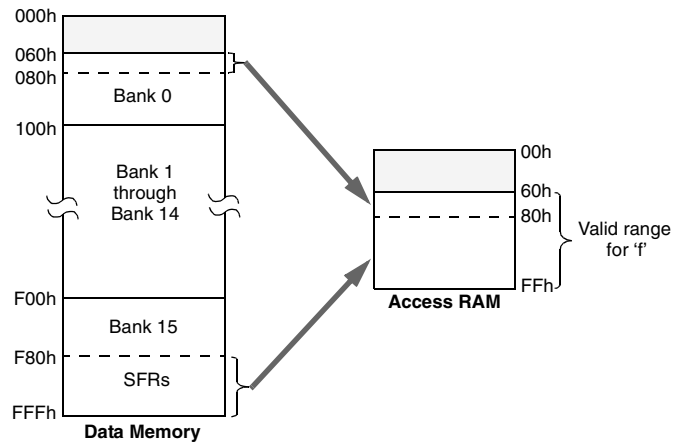 000h
060h
080h
Bank 0
100h
Bank 1
through
Bank 14
F00h
Bank 15
F80h
SFRs
FFFh
Data Memory
00h
60h
80h
Valid range
for ‘f’
FFh
Access RAM